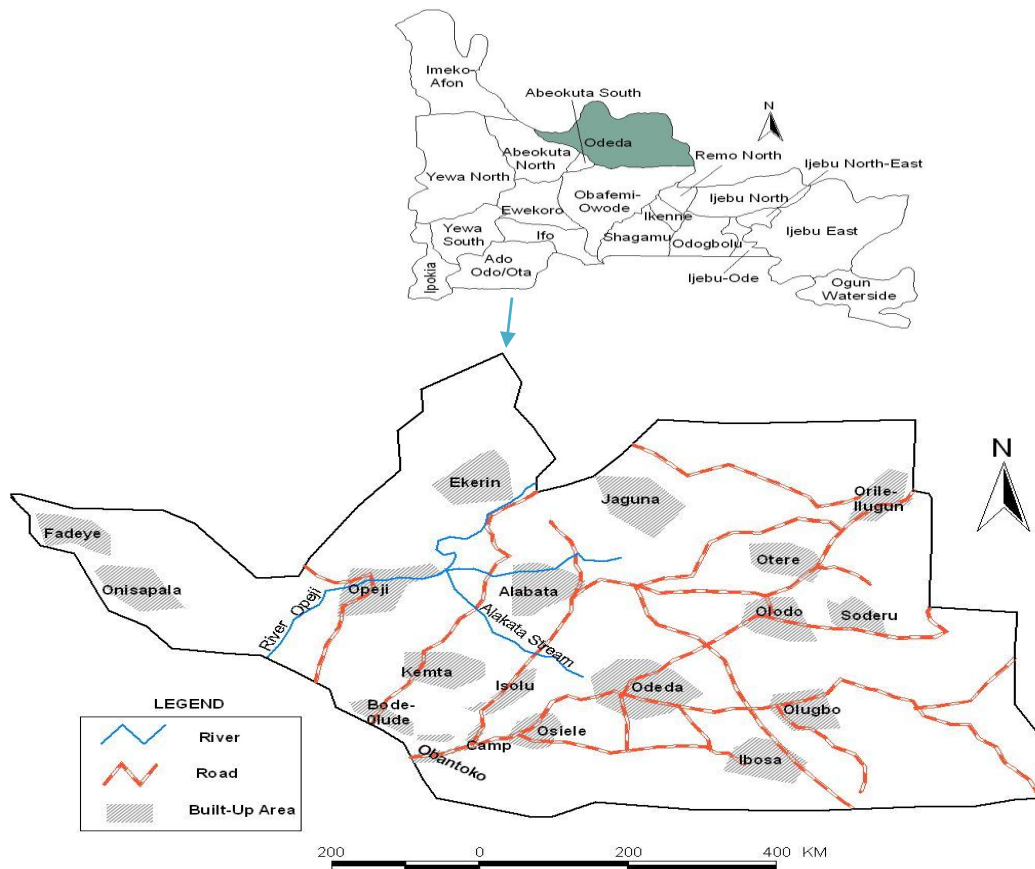 Imeko-
Afon
Abeokuta South
N
Odeda
Abeokuta
North
Remo North
Ijebu North-East
Yewa North
Obafemi-
Owode
Ijebu North
Ewekoro
Ikenne
Yewa
South
Ifo
Shagamu
Odogbolu
Ijebu East
Ado
Odo/Ota
Ipokia
Ijebu-Ode
Ogun
Waterside
N
Ekerin
Jaguna
Orile-
Ilugun
Fadeye
Otere
Onisapala
Opeji
Alabata
River Opeji
Olodo
Soderu
Alakata Stream
Kemta
Isolu
Odeda
Bode-
Olude
Olugbo
Osiele
Camp
Obantoko
Ibosa
LEGEND
River
Road
Built-Up Area
200 0 200 400 KM